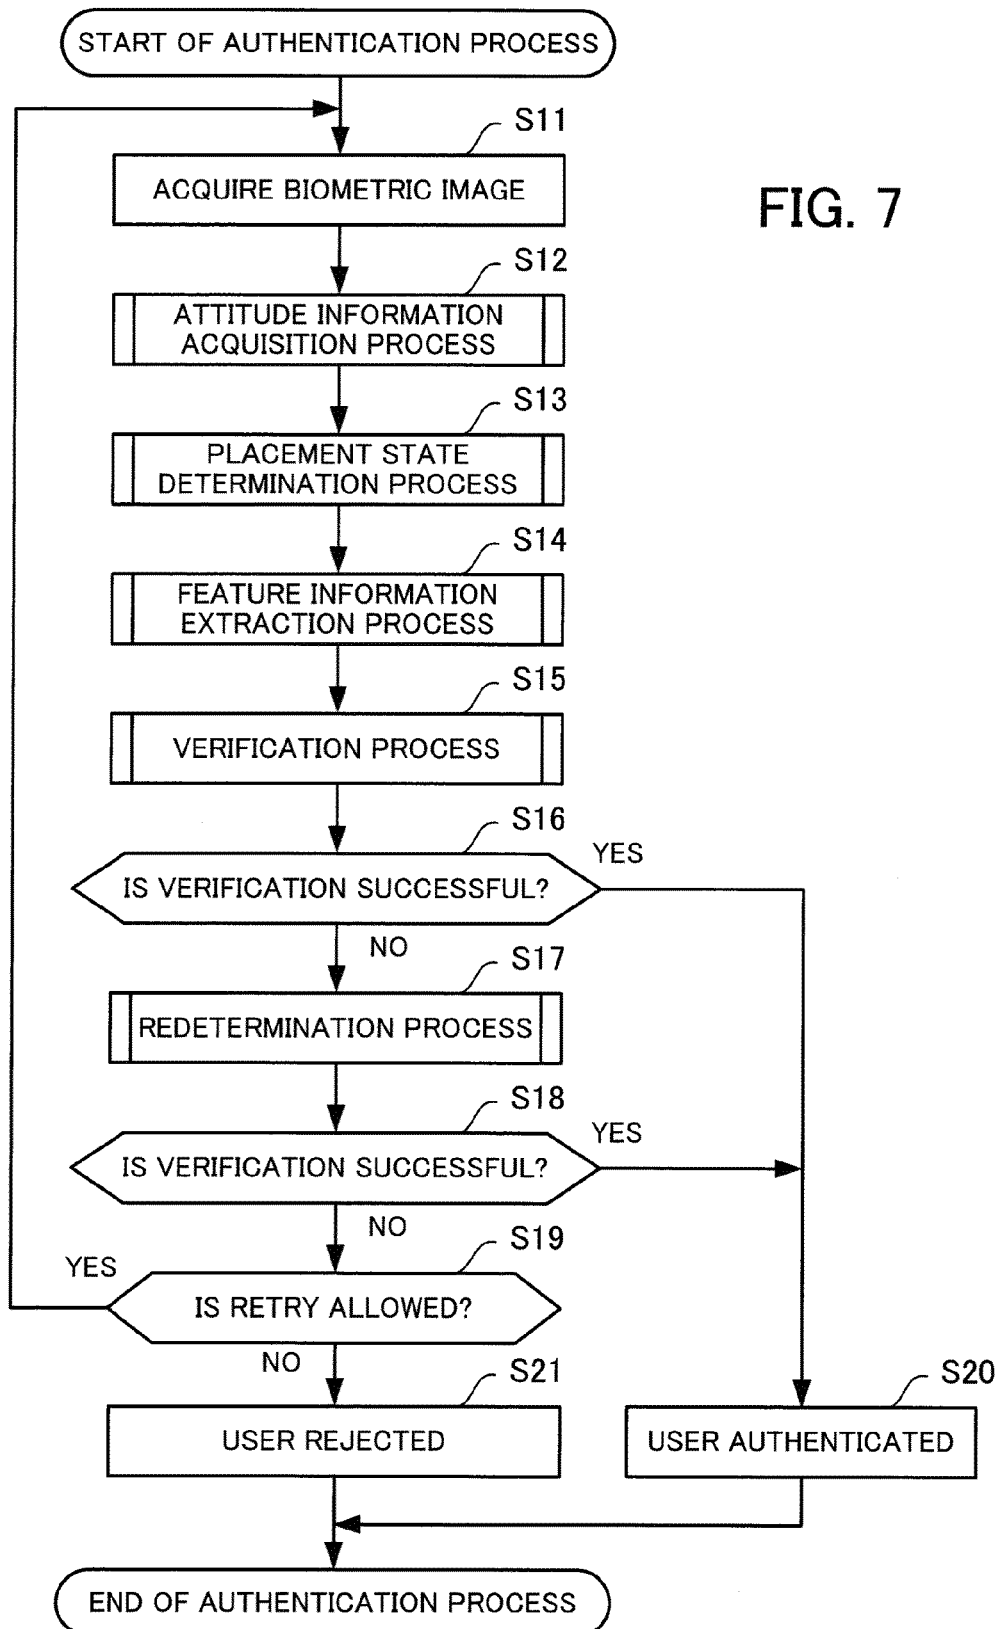 START OF AUTHENTICATION PROCESS
S11
ACQUIRE BIOMETRIC IMAGE
FIG. 7
S12
ATTITUDE INFORMATION
ACQUISITION PROCESS
S13
PLACEMENT STATE
DETERMINATION PROCESS
S14
FEATURE INFORMATION
EXTRACTION PROCESS
S15
VERIFICATION PROCESS
S16
YES
IS VERIFICATION SUCCESSFUL?
NO
S17
REDETERMINATION PROCESS
S18
YES
IS VERIFICATION SUCCESSFUL?
NO
S19
YES
IS RETRY ALLOWED?
NO
S21
S20
USER REJECTED
USER AUTHENTICATED
END OF AUTHENTICATION PROCESS